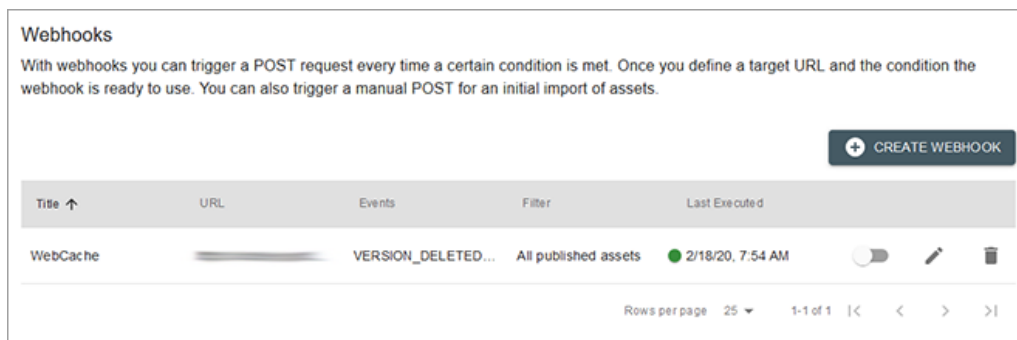 Webhooks
With webhooks you can trigger a POST request every time a certain condition is met. Once you define a target URL and the condition the
webhook is ready to use. You can also trigger a manual POST for an initial import of assets.
CREATE WEBHOOK
Title URL Events Filter Last Executed
WebCache VERSION_DELETED... All published assets 2/18/20, 7:54 AM
Rows per page 25 1-1 of 1